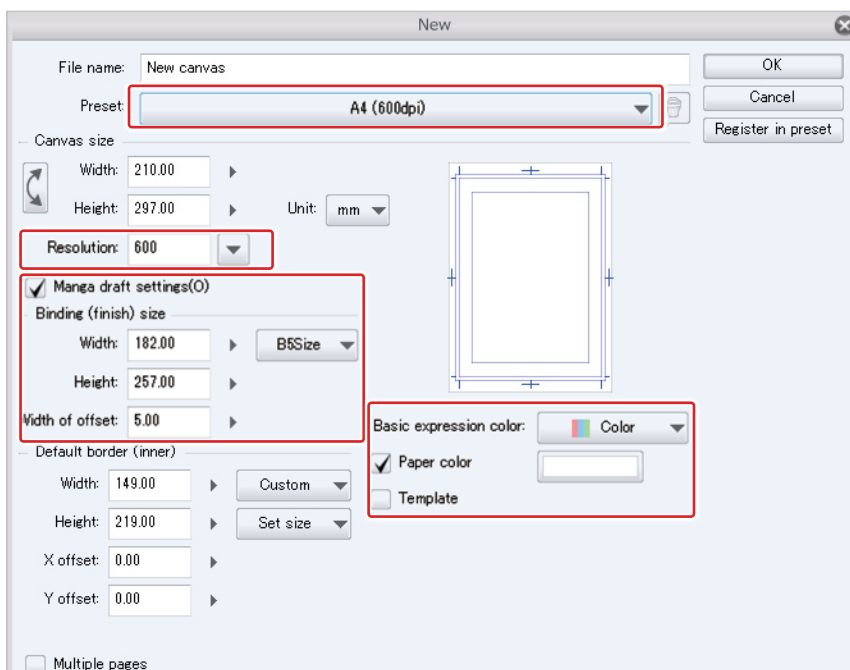 New
File name: New canvas
OK
Preset: A4 (600dpi)
Cancel
Register in preset
Canvas size
Width: 210.00
Height: 297.00
Unit: mm
Resolution: 600
Manga draft settings(O)
Binding (finish) size
Width: 182.00
B5Size
Height: 257.00
Width of offset: 5.00
Basic expression color: Color
Paper color
Template
Default border (inner)
Width: 149.00
Custom
Height: 219.00
Set size
X offset: 0.00
Y offset: 0.00
Multiple pages